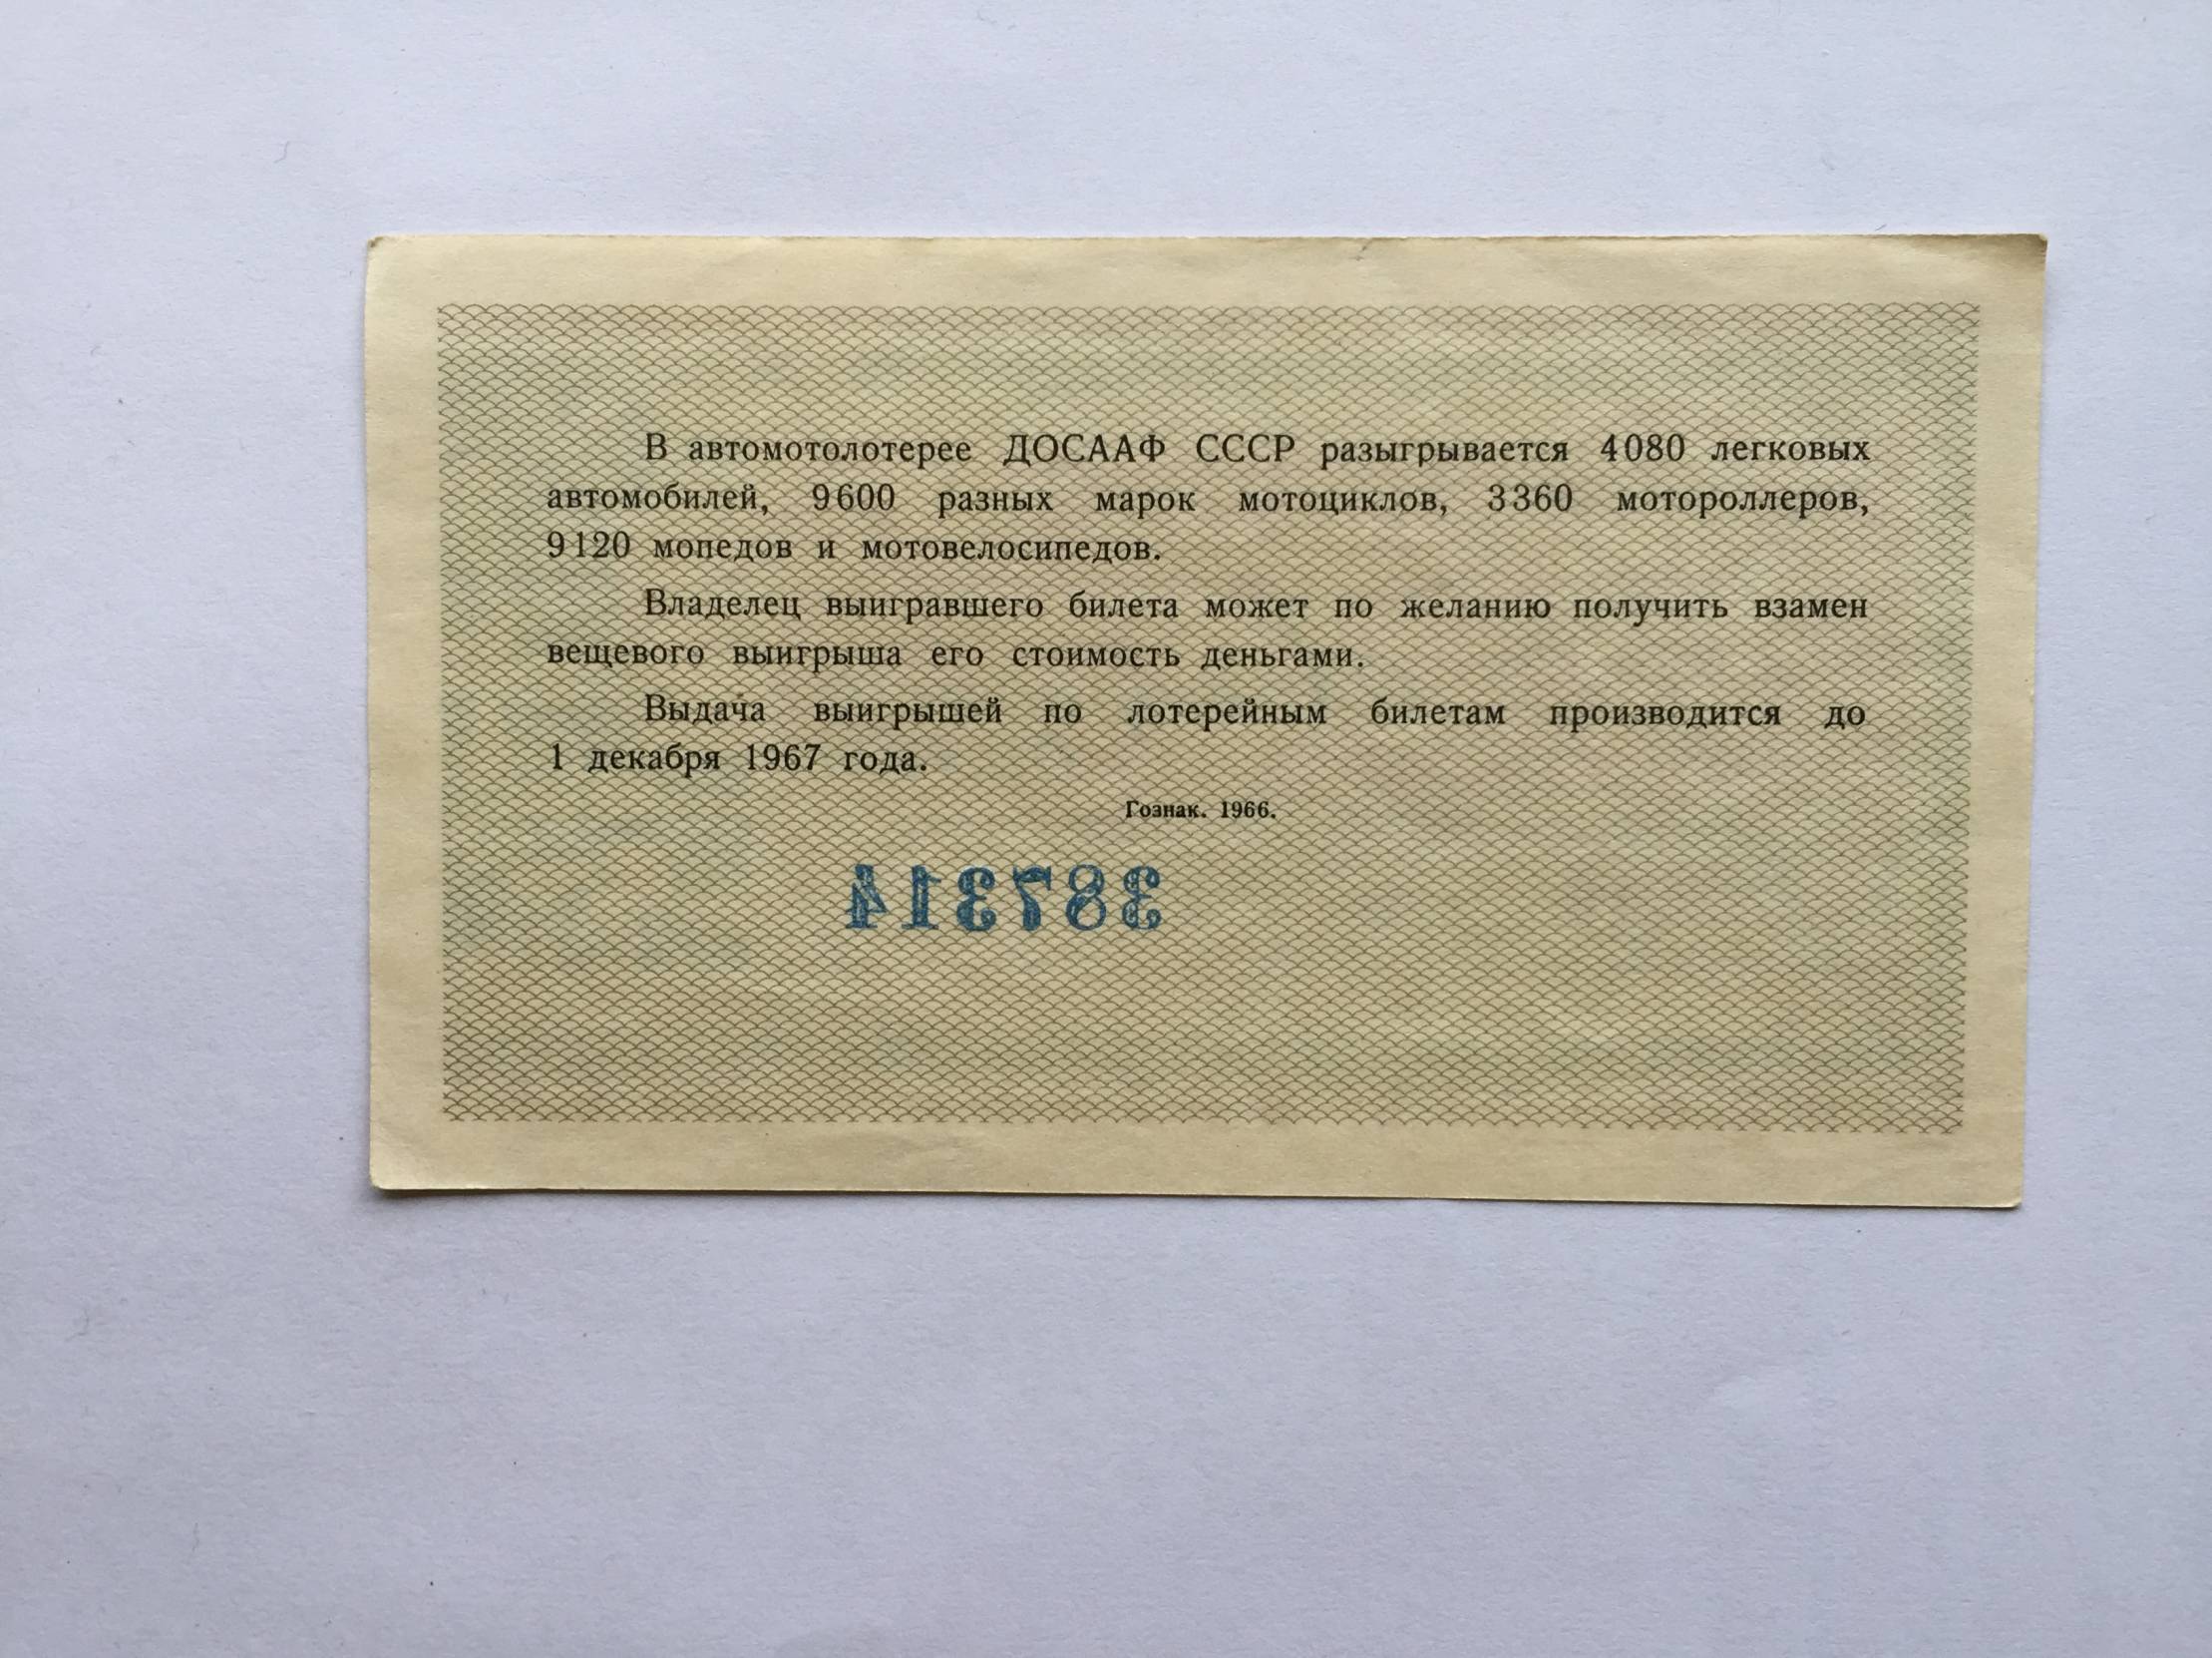 В автомотолотерее ДОСААФ СССР разыгрывается 4080 легковых
автомобилей, 9600 разных марок мотоциклов, 3360 мотороллеров,
9120 мопедов и мотовелосипедов.
Владелец выигравшего билета может по желанию получить взамен
вещевого выигрыша его стоимость деньгами.
Выдача выигрышей по лотерейным билетам производится до
1 декабря 1967 года.
Гознак. 1966.
387314